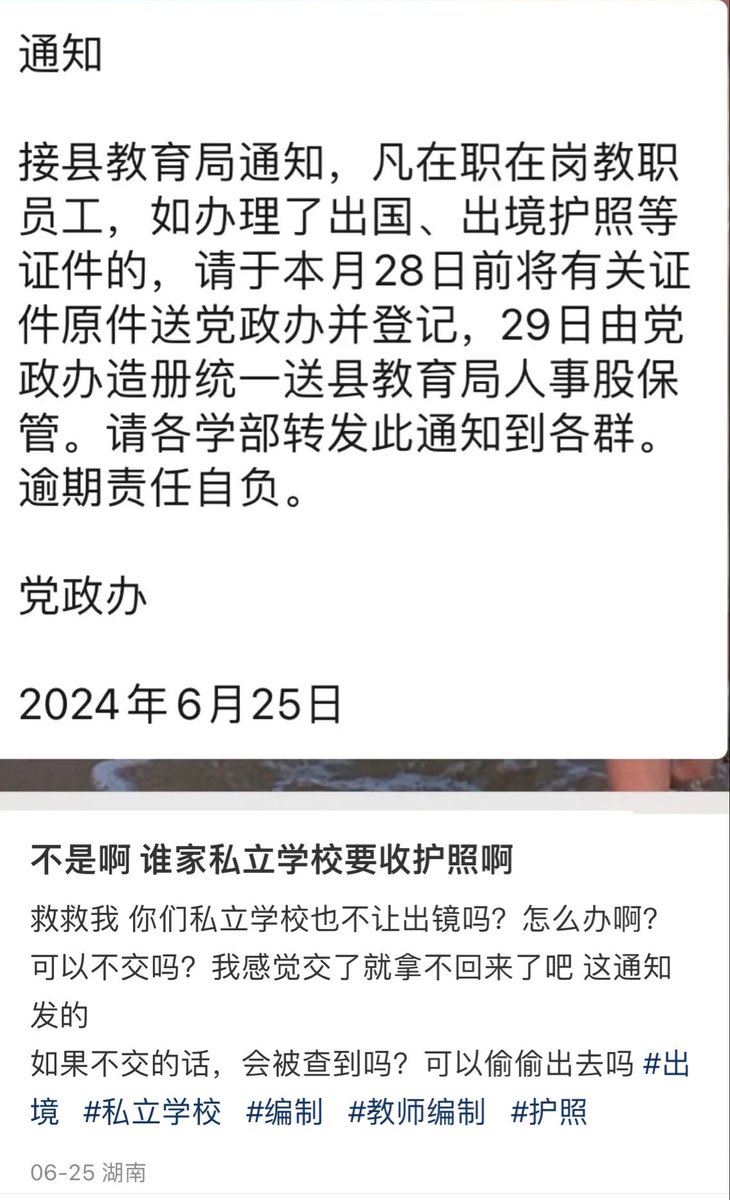 通知
接县教育局通知，凡在职在岗教职
员工，如办理了出国、出境护照等
证件的，请于本月28日前将有关证
件原件送党政办并登记，29日由党
政办造册统一送县教育局人事股保
管。请各学部转发此通知到各群。
逾期责任自负。
党政办
2024年6月25日
不是啊 谁家私立学校要收护照啊
救救我 你们私立学校也不让出镜吗？怎么办啊？
可以不交吗？我感觉交了就拿不回来了吧 这通知
发的
如果不交的话，会被查到吗？可以偷偷出去吗 #出
境 #私立学校 #编制 #教师编制 #护照
06-25 湖南